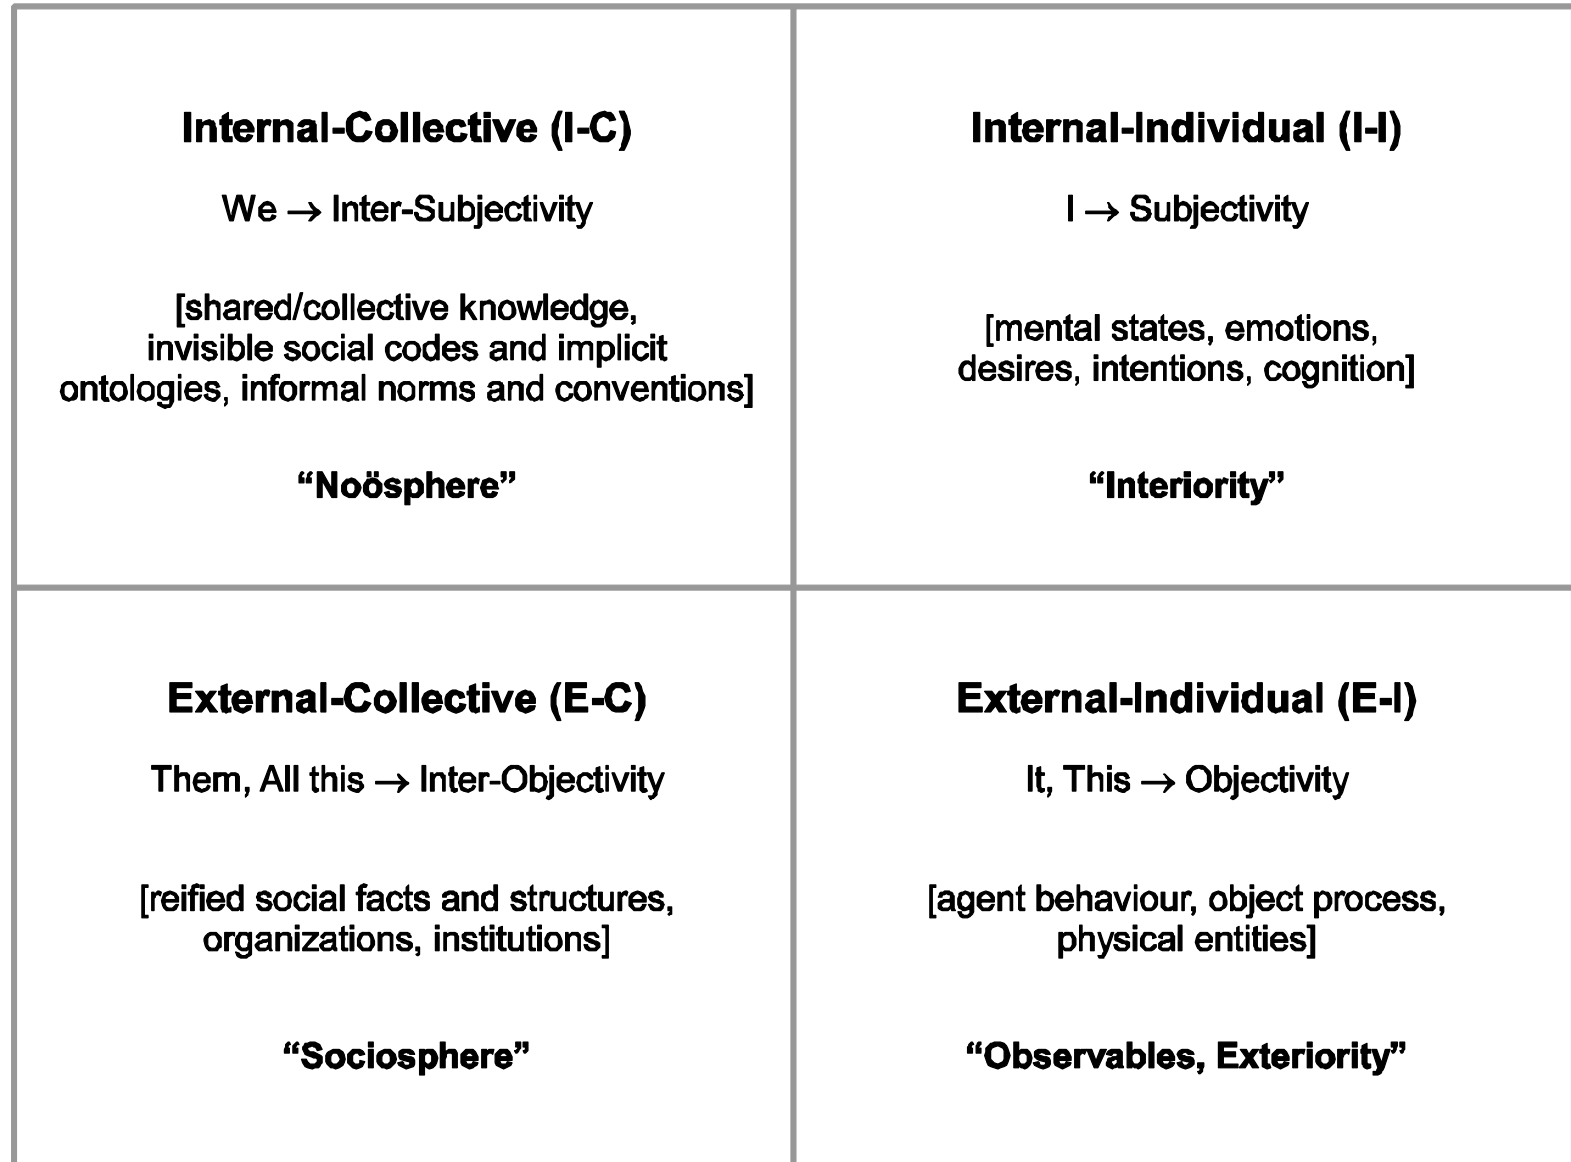 Internal-Collective (I-C)
We → Inter-Subjectivity
[shared/collective knowledge,
invisible social codes and implicit
ontologies, informal norms and conventions]
“Noösphere”
Internal-Individual (I-I)
I → Subjectivity
[mental states, emotions,
desires, intentions, cognition]
“Interiority”
External-Collective (E-C)
Them, All this → Inter-Objectivity
[reified social facts and structures,
organizations, institutions]
“Sociosphere”
External-Individual (E-I)
It, This → Objectivity
[agent behaviour, object process,
physical entities]
“Observables, Exteriority”